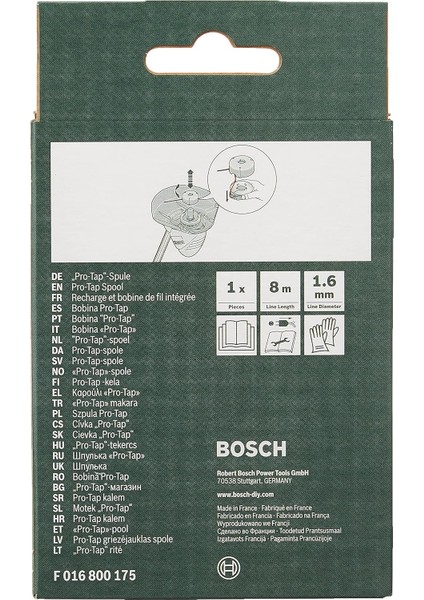 DE „Pro-Tap"-Spule
EN Pro-Tap Spool
FR Recharge et bobine de fil intégrée
ES Bobina Pro-Tap
PT Bobina "Pro-Tap"
IT Bobina «Pro-Tap»
NL "Pro-Tap"-spoel
DA Pro-Tap-spole
SV Pro-Tap-spole
NO «Pro-Tap»-spole
FI Pro-Tap -kela
EL Καρούλι «Pro-Tap»
TR «Pro-Tap» makara
PL Szpula Pro-Tap
CS Cívka „Pro-Tap"
SK Cievka „Pro-Tap"
HU „Pro-Tap"-tekercs
RU Шпулька «Pro-Tap»
UK Шпулька
RO Bobină Pro-Tap
BG „Pro-Tap"-магазин
SR Pro-Tap kalem
SL Motek „Pro-Tap"
HR Pro-Tap kalem
ET «Pro-Tap» pool
LV Pro-Tap griezējauklas spole
LT „Pro-Tap" ritė
F 016 800 175
1 x
Pieces
8 m
Line Length
1.6 mm
Line Diameter
BOSCH
Robert Bosch Power Tools GmbH
70538 Stuttgart, GERMANY
www.bosch-diy.com
Made in France · Fabriqué en France
Fabricado en Francia · Fabricado na França
Wyprodukowano we Francji
Сделано во Франции · Toodetud Prantsusmaal
Izgatavots Francijā · Pagaminta Prancūzijoje